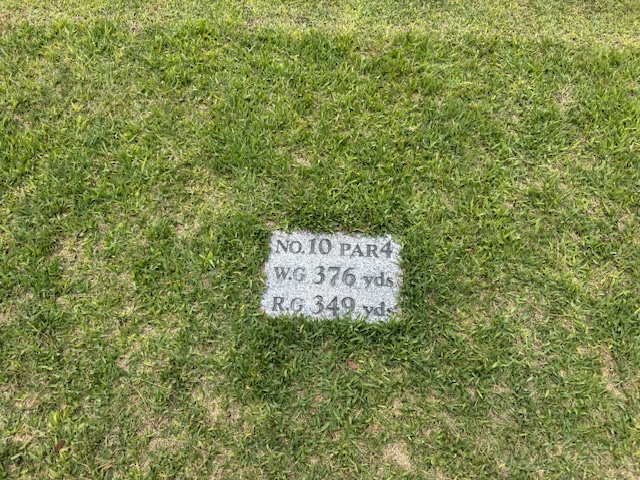 NO.10 PAR4
W.G 376 yds
R.G 349 yds